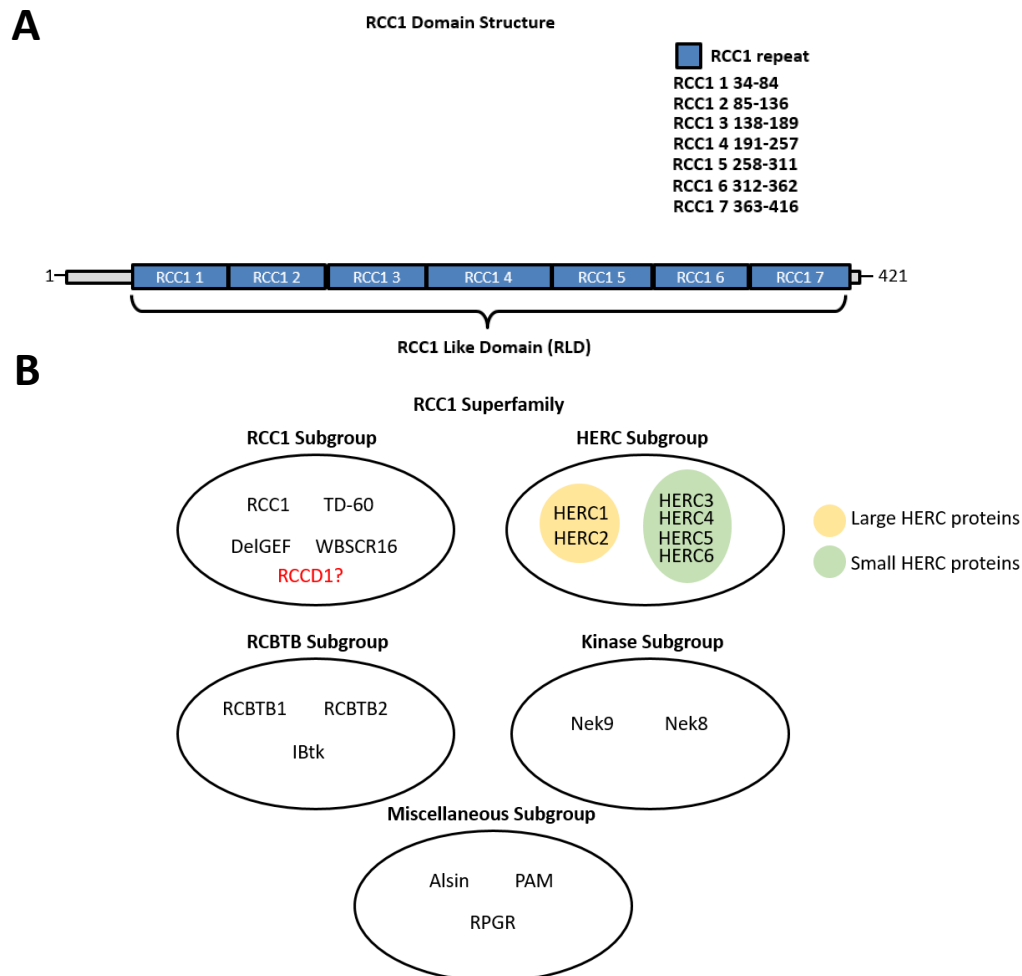 A
RCC1 Domain Structure
RCC1 repeat
RCC1 1 34-84
RCC1 2 85-136
RCC1 3 138-189
RCC1 4 191-257
RCC1 5 258-311
RCC1 6 312-362
RCC1 7 363-416
1 RCC1 1 RCC1 2 RCC1 3 RCC1 4 RCC1 5 RCC1 6 RCC1 7 421
RCC1 Like Domain (RLD)
B
RCC1 Superfamily
RCC1 Subgroup
RCC1 TD-60
DelGEF WBSCR16
RCCD1?
HERC Subgroup
HERC1
HERC2
HERC3
HERC4
HERC5
HERC6
Large HERC proteins
Small HERC proteins
RCBTB Subgroup
RCBTB1 RCBTB2
IBtk
Kinase Subgroup
Nek9 Nek8
Miscellaneous Subgroup
Alsin PAM
RPGR